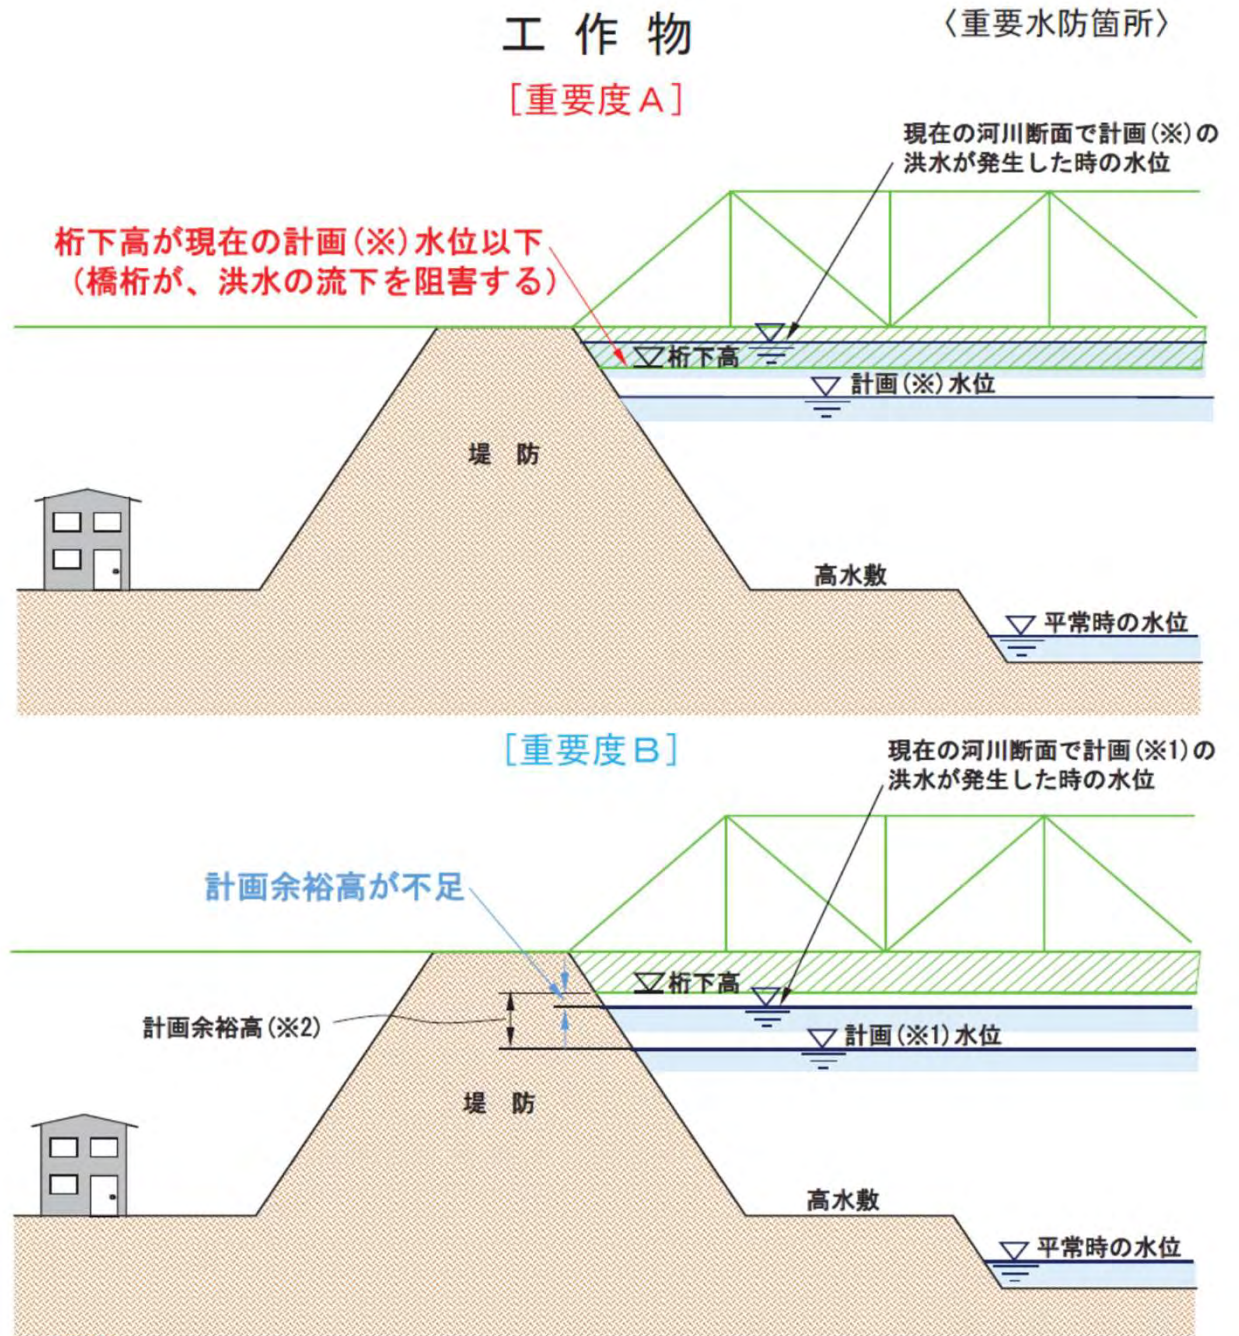 工作物
〈重要水防箇所〉
［重要度Ａ］
現在の河川断面で計画(※)の
洪水が発生した時の水位
桁下高が現在の計画(※)水位以下
（橋桁が、洪水の流下を阻害する）
桁下高
計画(※)水位
堤防
高水敷
平常時の水位
［重要度Ｂ］
現在の河川断面で計画(※1)の
洪水が発生した時の水位
計画余裕高が不足
桁下高
計画余裕高(※2)
計画(※1)水位
堤防
高水敷
平常時の水位